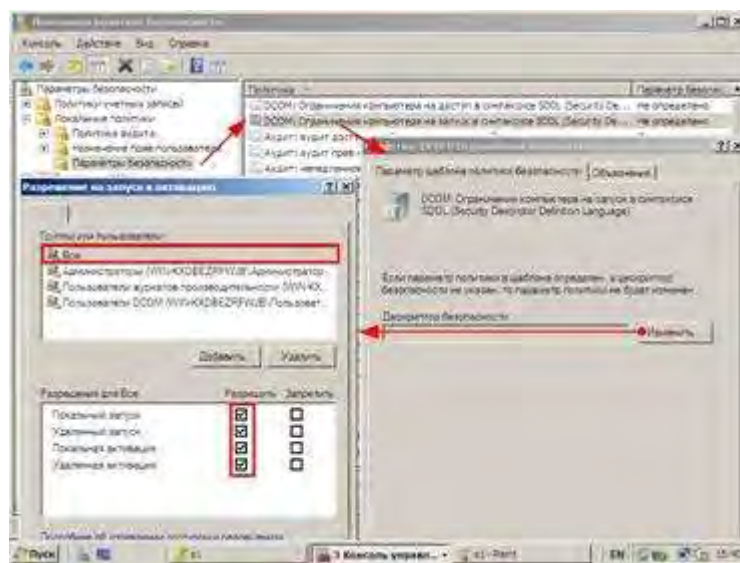 Консоль Действие Вид Справка
Параметры безопасности
Политики учетных записей
Локальные политики
Политика аудита
Назначение прав пользователя
Параметры безопасности
Политика
Параметр безопас...
DCOM: Ограничения компьютера на доступ в синтаксисе SDDL (Security De...
Не определено
DCOM: Ограничения компьютера на запуск в синтаксисе SDDL (Security De...
Не определено
Аудит: аудит
Аудит: аудит прав
Аудит: немедленное
Разрешение на запуск и активацию
Группы или пользователи:
Все
Администраторы
Пользователи журналов производительности
Пользователи DCOM
Добавить
Удалить
Разрешения для Все
Разрешить
Запретить
Локальный запуск
Удаленный запуск
Локальная активация
Удаленная активация
Параметр шаблона политики безопасности
Объяснение
DCOM: Ограничения компьютера на запуск в синтаксисе
SDDL (Security Descriptor Definition Language)
Если параметр политики в шаблоне определен, а дескриптор
безопасности не указан, то параметр политики не будет изменен.
Дескриптор безопасности:
Изменить
Пуск
s1
3 Консоль управл...
s1 - Paint
EN